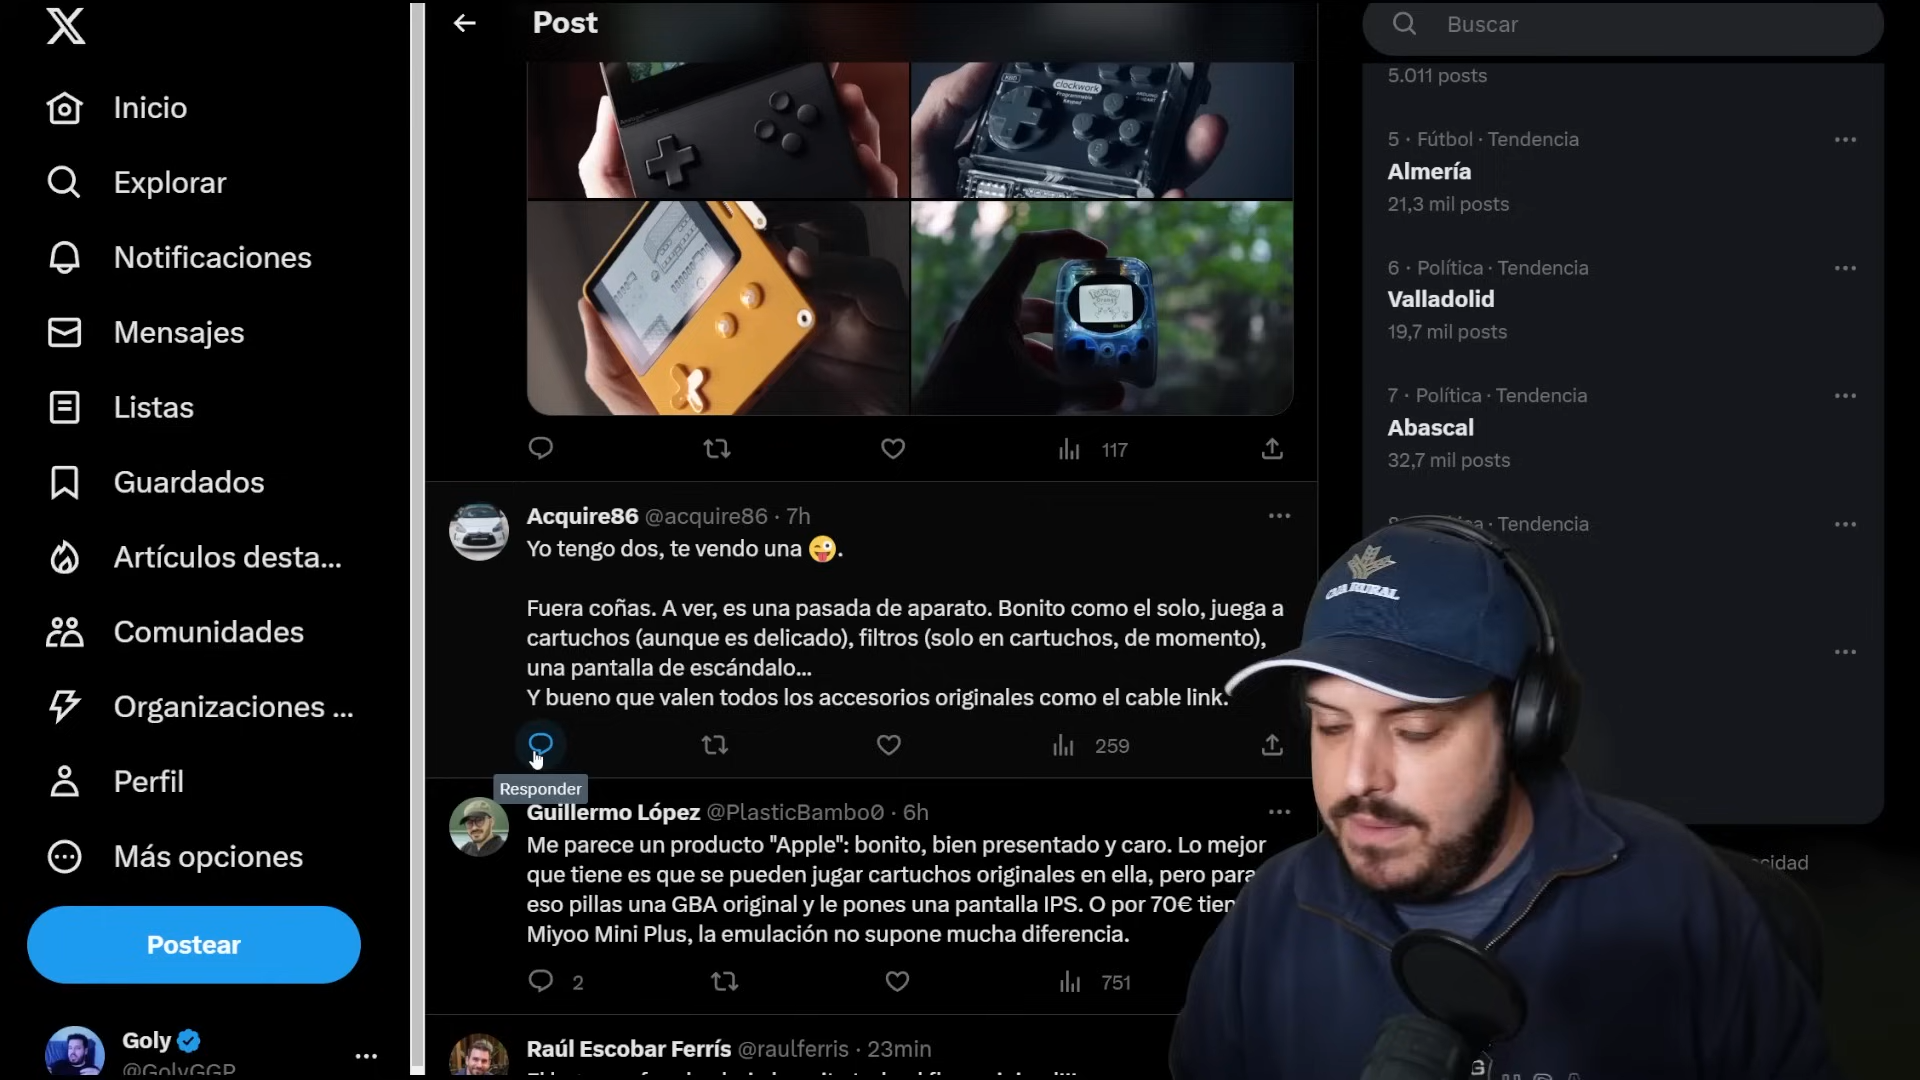 Inicio
Explorar
Notificaciones
Mensajes
Listas
Guardados
Artículos desta...
Comunidades
Organizaciones ...
Perfil
Más opciones
Postear
Goly
@GolyGGP
Post
clockwork
Acquire86 @acquire86 · 7h
Yo tengo dos, te vendo una 😜.
Fuera coñas. A ver, es una pasada de aparato. Bonito como el solo, juega a
cartuchos (aunque es delicado), filtros (solo en cartuchos, de momento),
una pantalla de escándalo...
Y bueno que valen todos los accesorios originales como el cable link.
259
117
Responder
Guillermo López @PlasticBambo0 · 6h
Me parece un producto "Apple": bonito, bien presentado y caro. Lo mejor
que tiene es que se pueden jugar cartuchos originales en ella, pero para
eso pillas una GBA original y le pones una pantalla IPS. O por 70€
Miyoo Mini Plus, la emulación no supone mucha diferencia.
2
751
Raúl Escobar Ferrís @raulferris · 23min
Buscar
5.011 posts
5 · Fútbol · Tendencia
Almería
21,3 mil posts
6 · Política · Tendencia
Valladolid
19,7 mil posts
7 · Política · Tendencia
Abascal
32,7 mil posts
· Tendencia
CAJA RURAL